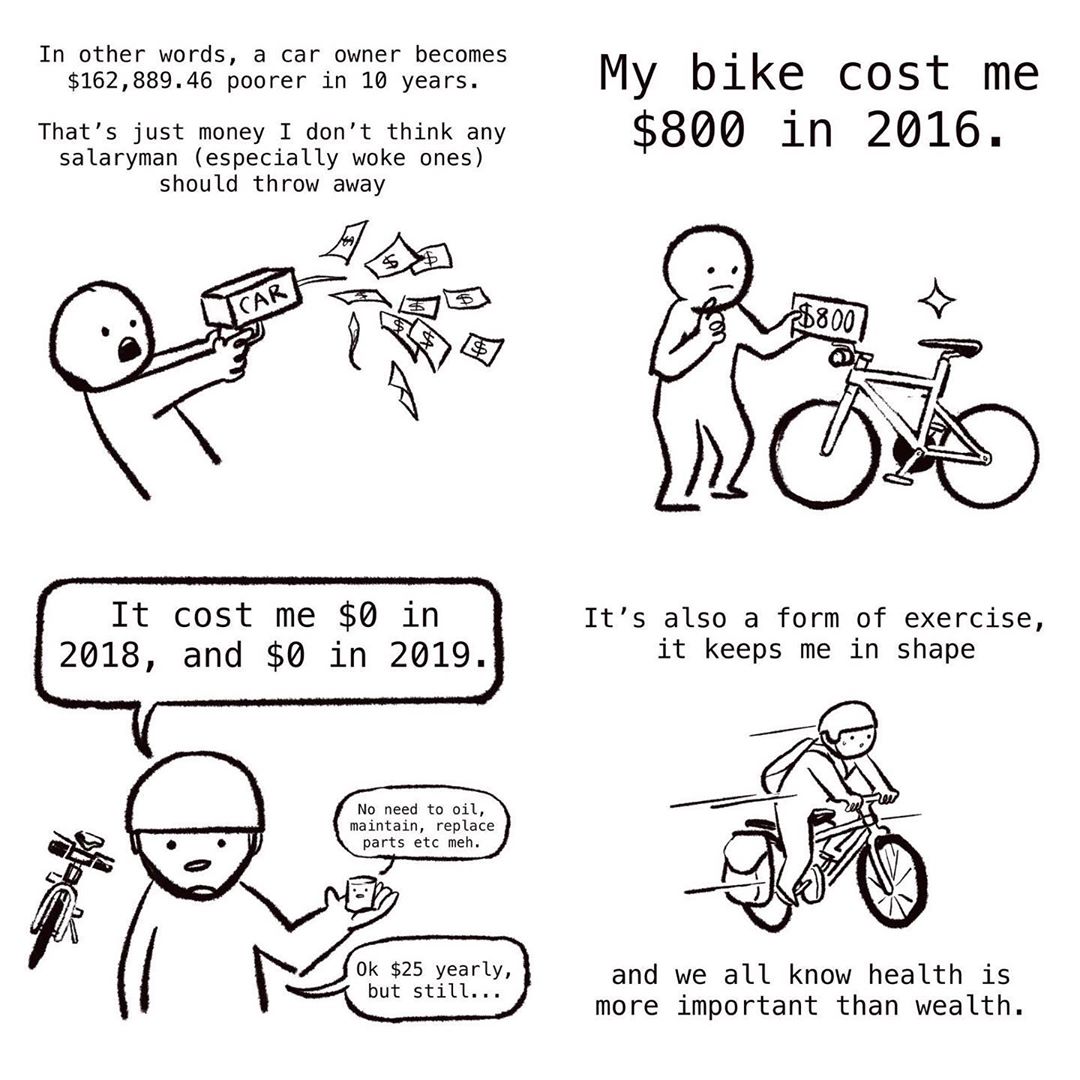 In other words, a car owner becomes
$162,889.46 poorer in 10 years.
That's just money I don't think any
salaryman (especially woke ones)
should throw away
CAR
$
$
$
$
$
$
$
$
My bike cost me
$800 in 2016.
$800
It cost me $0 in
2018, and $0 in 2019.
No need to oil,
maintain, replace
parts etc meh.
Ok $25 yearly,
but still...
It's also a form of exercise,
it keeps me in shape
and we all know health is
more important than wealth.